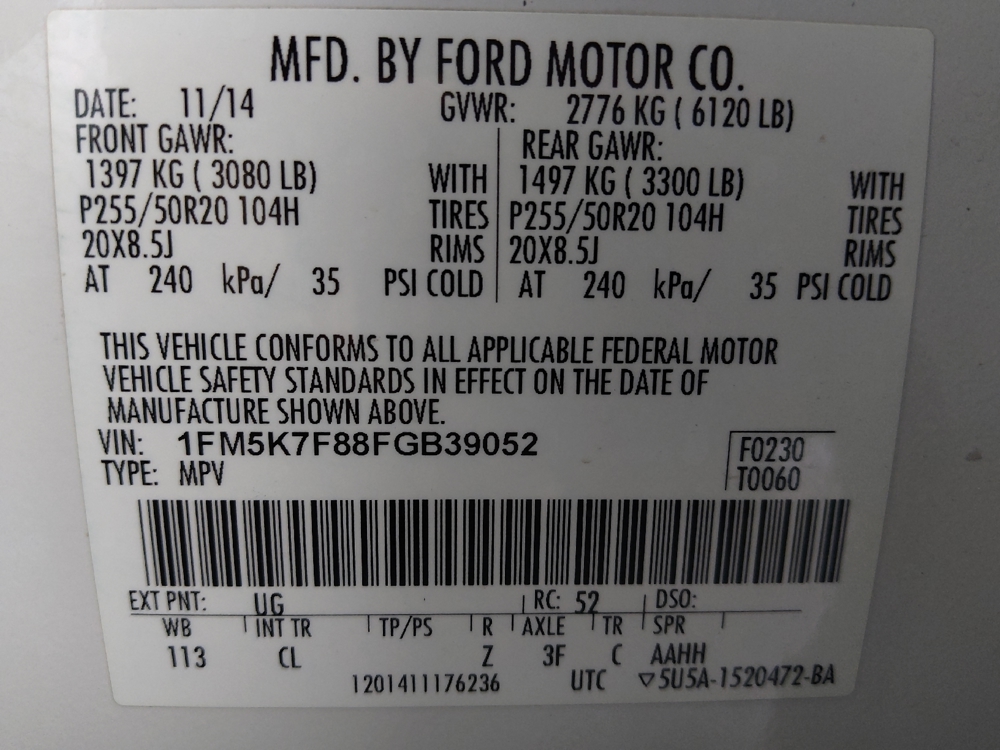 MFD. BY FORD MOTOR CO.
DATE: 11/14 GVWR: 2776 KG ( 6120 LB)
FRONT GAWR: REAR GAWR:
1397 KG ( 3080 LB) WITH 1497 KG ( 3300 LB) WITH
P255/50R20 104H TIRES P255/50R20 104H TIRES
20X8.5J RIMS 20X8.5J RIMS
AT 240 kPa/ 35 PSI COLD AT 240 kPa/ 35 PSI COLD
THIS VEHICLE CONFORMS TO ALL APPLICABLE FEDERAL MOTOR
VEHICLE SAFETY STANDARDS IN EFFECT ON THE DATE OF
MANUFACTURE SHOWN ABOVE.
VIN: 1FM5K7F88FGB39052 F0230
TYPE: MPV T0060
EXT PNT: UG RC: 52 DSO:
WB INT TR TP/PS R AXLE TR SPR
113 CL Z 3F C AAHH
1201411176236 UTC ▽5U5A-1520472-BA